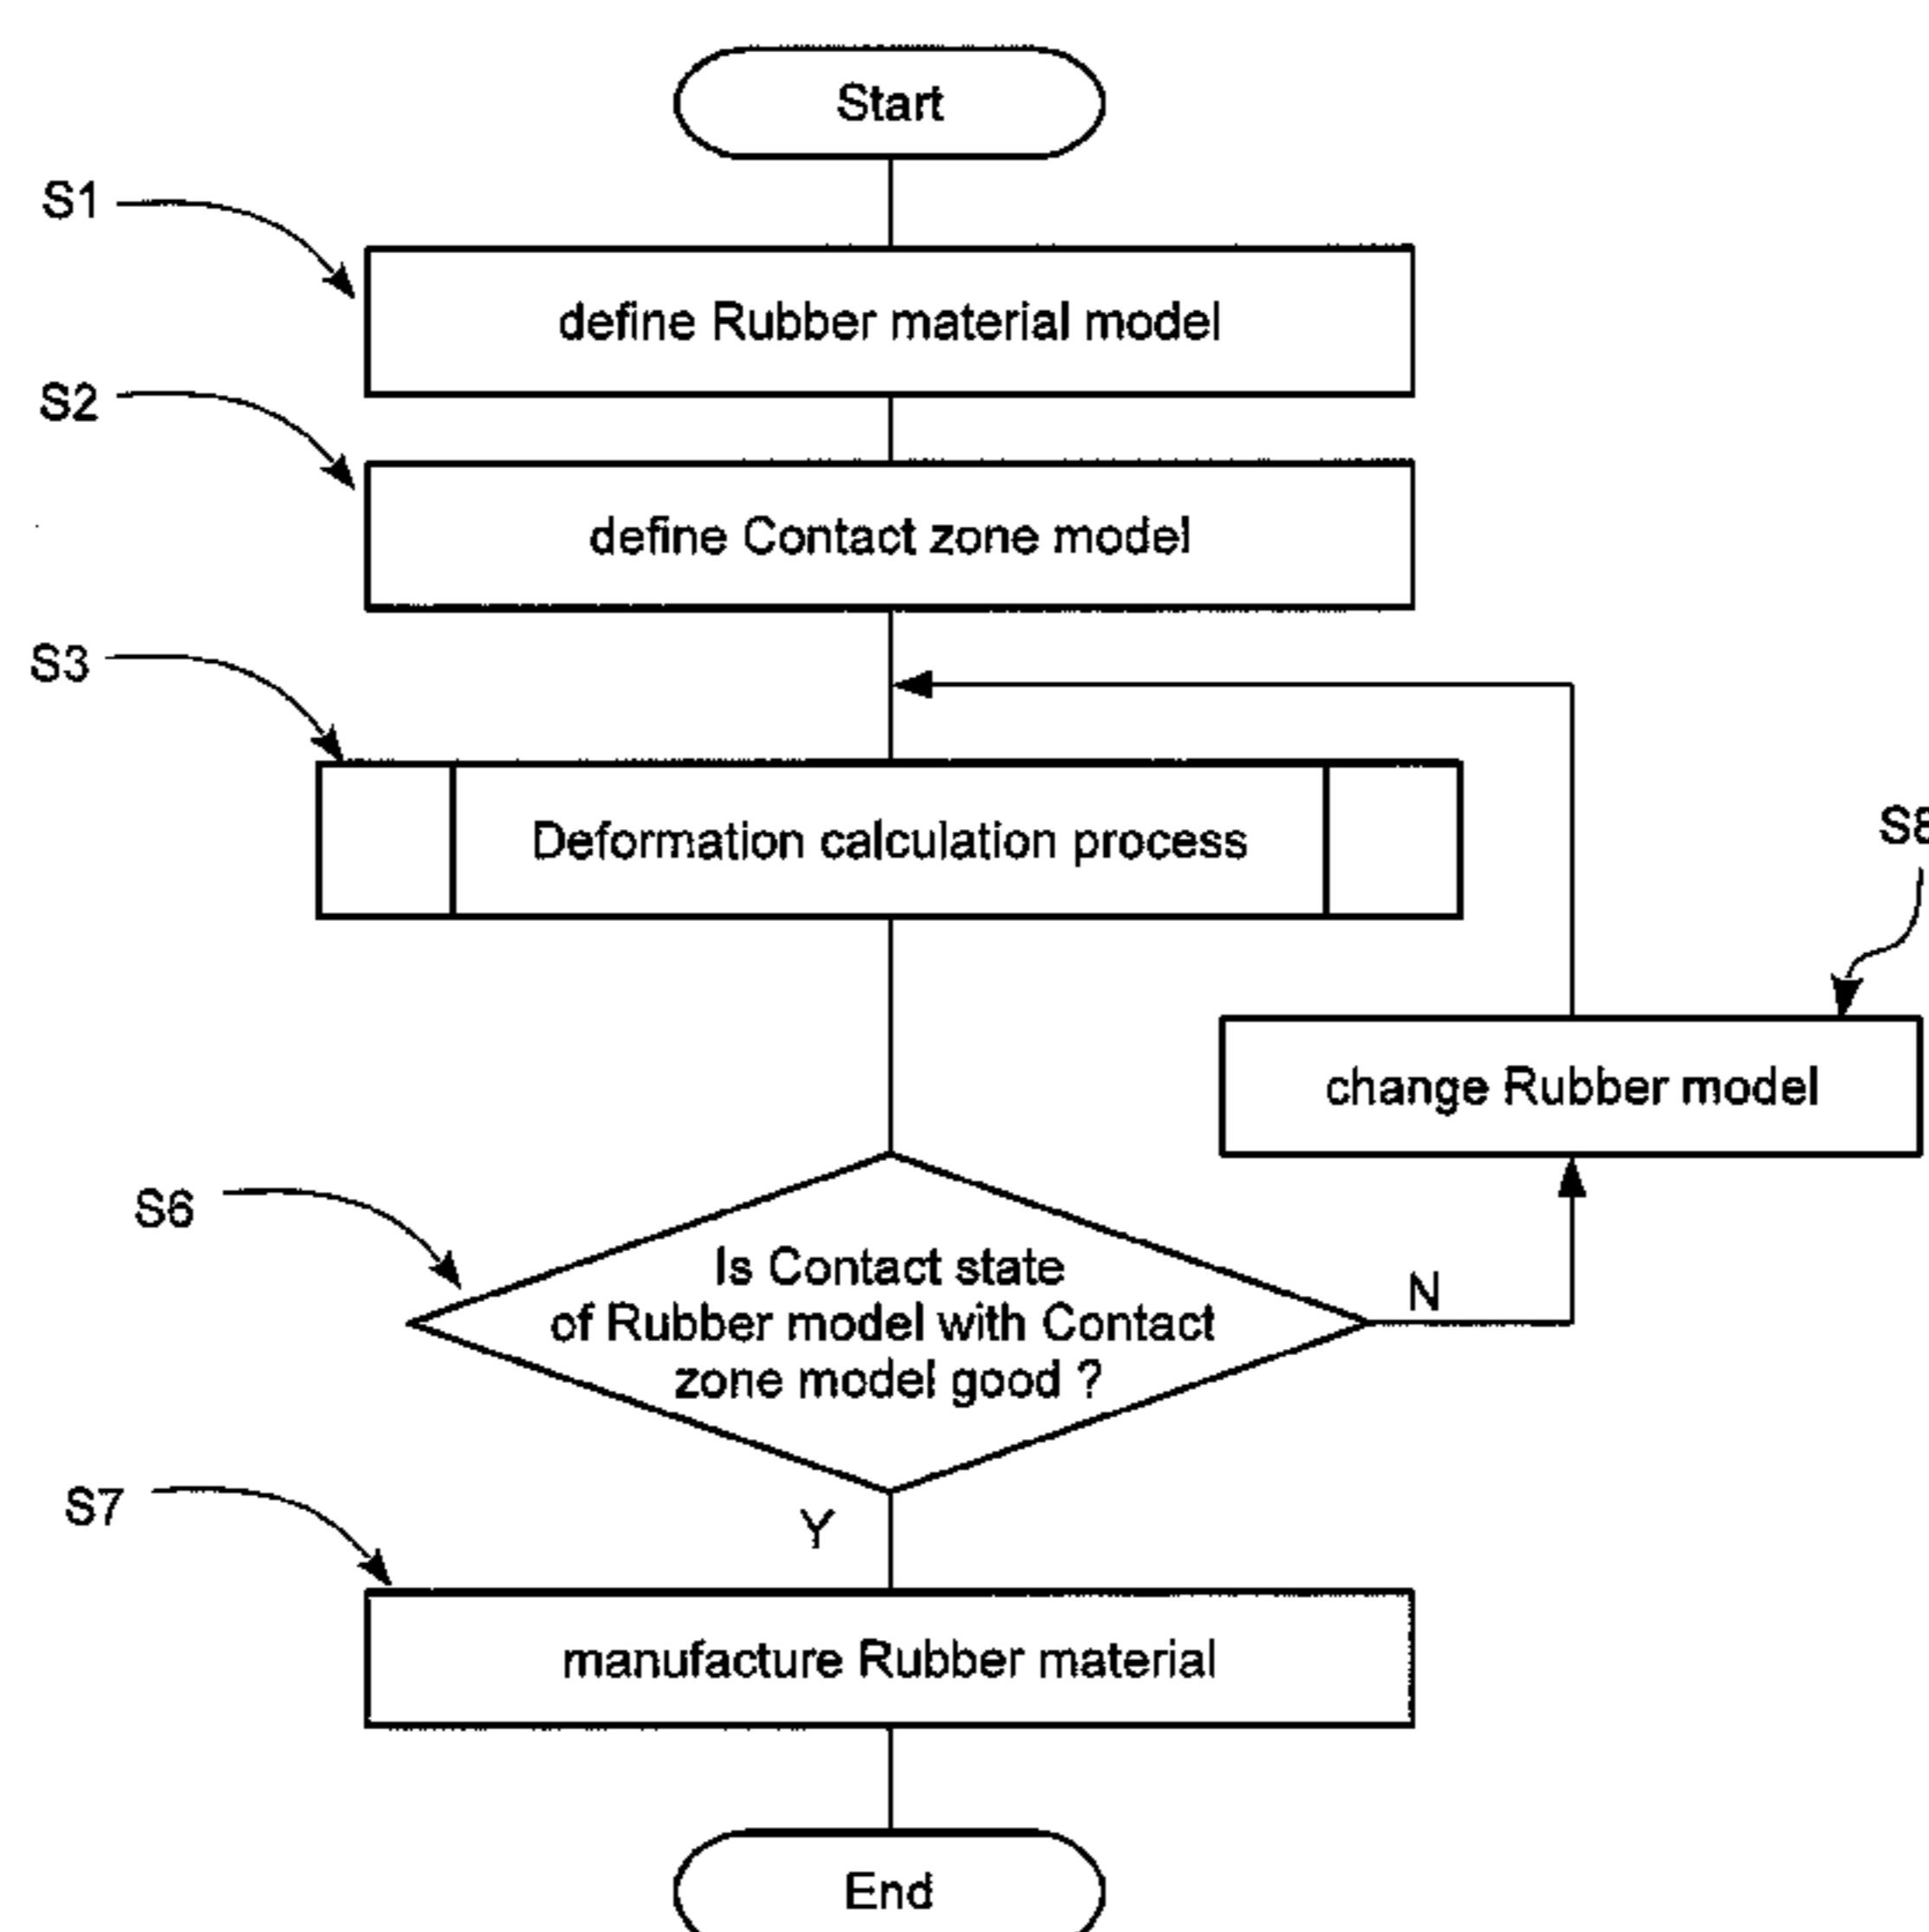 Start
S1
define Rubber material model
S2
define Contact zone model
S3
Deformation calculation process
S8
change Rubber model
S6
Is Contact state
of Rubber model with Contact
zone model good ?
N
Y
S7
manufacture Rubber material
End